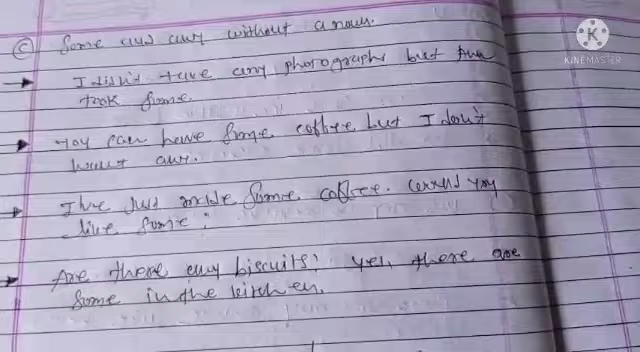 © Some and any without a noun.
I didn't take any photographs but
took some.
You can have some coffee but I don't
want any.
I've just made some coffee. Would you
like some?
Are there any biscuits? Yes, there are
some in the kitchen.
KINEMASTER